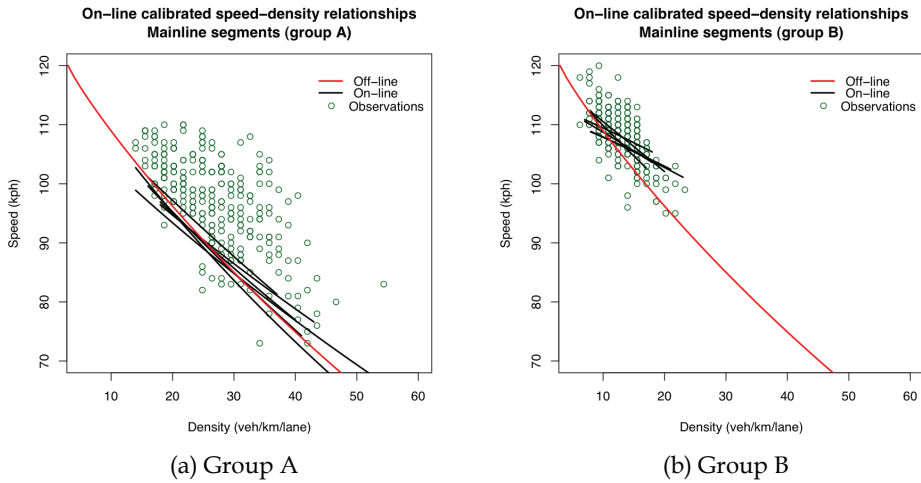 On−line calibrated speed−density relationships
Mainline segments (group A)
120
110
100
90
80
70
Speed (kph)
Off−line
On−line
Observations
10
20
30
40
50
60
Density (veh/km/lane)
(a) Group A
On−line calibrated speed−density relationships
Mainline segments (group B)
120
110
100
90
80
70
Speed (kph)
Off−line
On−line
Observations
10
20
30
40
50
60
Density (veh/km/lane)
(b) Group B